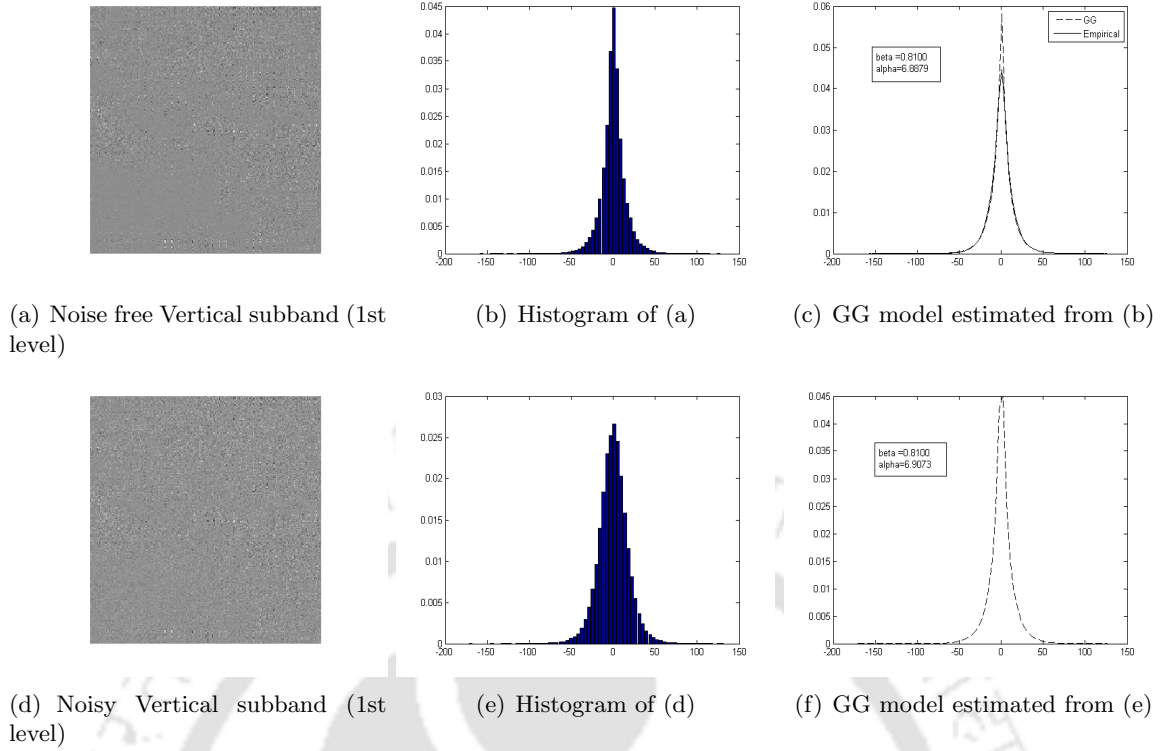 0.045
0.04
0.035
0.03
0.025
0.02
0.015
0.01
0.005
0
-200 -150 -100 -50 0 50 100 150
0.06
0.05
0.04
0.03
0.02
0.01
0
-200 -150 -100 -50 0 50 100 150
GG
Empirical
beta =0.8100
alpha=6.8879
(a) Noise free Vertical subband (1st
level)
(b) Histogram of (a)
(c) GG model estimated from (b)
0.03
0.025
0.02
0.015
0.01
0.005
0
-200 -150 -100 -50 0 50 100 150
0.045
0.04
0.035
0.03
0.025
0.02
0.015
0.01
0.005
0
-200 -150 -100 -50 0 50 100 150
beta =0.8100
alpha=6.9073
(d) Noisy Vertical subband (1st
level)
(e) Histogram of (d)
(f) GG model estimated from (e)